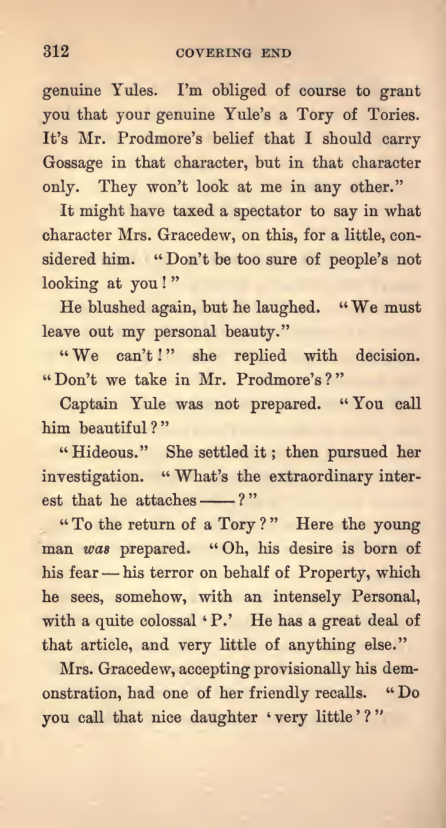 312 COVERING END
genuine Yules. I'm obliged of course to grant
you that your genuine Yule's a Tory of Tories.
It's Mr. Prodmore's belief that I should carry
Gossage in that character, but in that character
only. They won't look at me in any other."
It might have taxed a spectator to say in what
character Mrs. Gracedew, on this, for a little, con-
sidered him. "Don't be too sure of people's not
looking at you!"
He blushed again, but he laughed. "We must
leave out my personal beauty."
"We can't!" she replied with decision.
"Don't we take in Mr. Prodmore's?"
Captain Yule was not prepared. "You call
him beautiful?"
"Hideous." She settled it; then pursued her
investigation. "What's the extraordinary inter-
est that he attaches——?"
"To the return of a Tory?" Here the young
man was prepared. "Oh, his desire is born of
his fear—his terror on behalf of Property, which
he sees, somehow, with an intensely Personal,
with a quite colossal 'P.' He has a great deal of
that article, and very little of anything else."
Mrs. Gracedew, accepting provisionally his dem-
onstration, had one of her friendly recalls. "Do
you call that nice daughter 'very little'?"